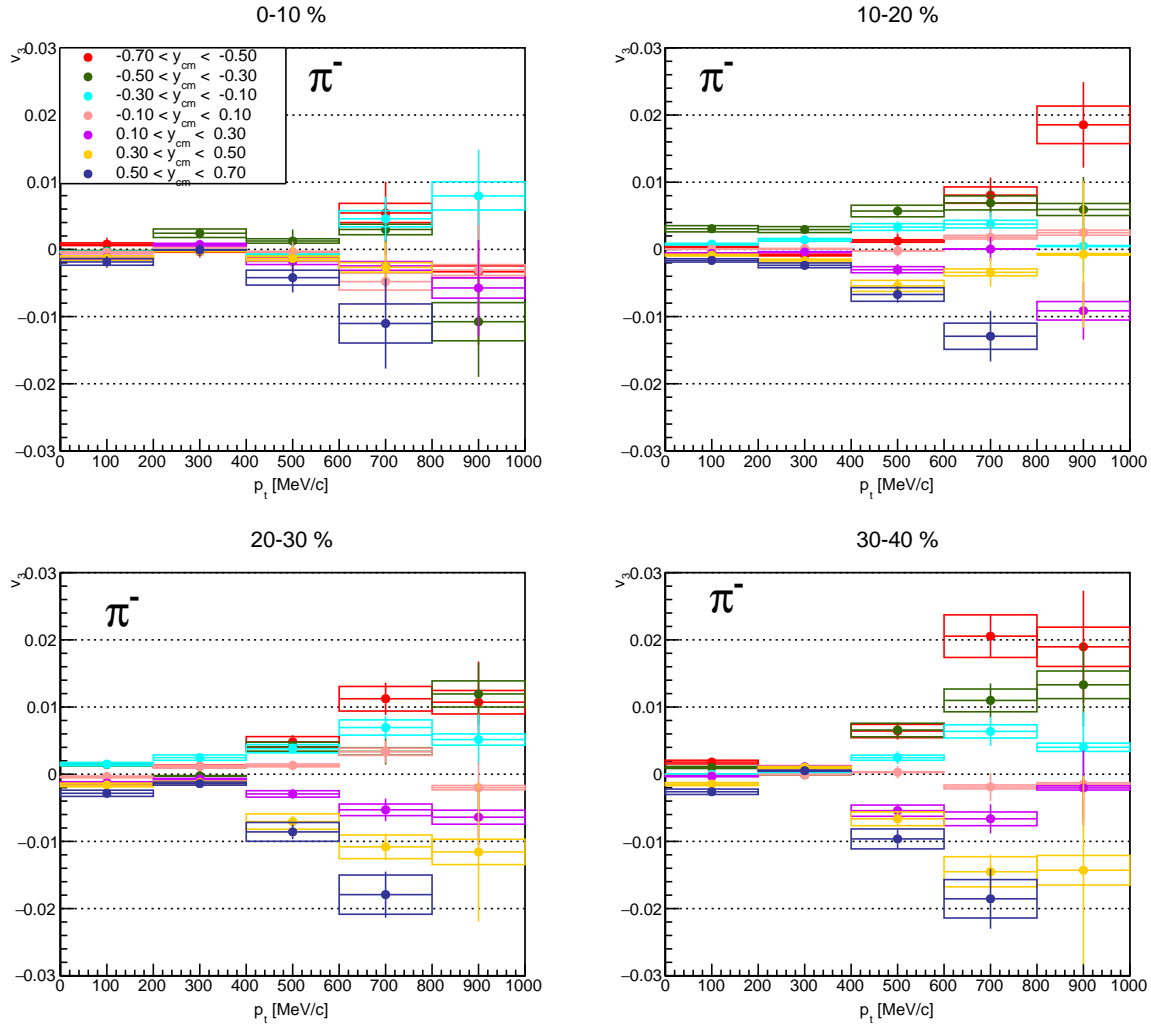 0-10 %
v3
0.03
0.02
0.01
0
−0.01
−0.02
−0.03
-0.70 < ycm < -0.50
-0.50 < ycm < -0.30
-0.30 < ycm < -0.10
-0.10 < ycm < 0.10
0.10 < ycm < 0.30
0.30 < ycm < 0.50
0.50 < ycm < 0.70
π-
0 100 200 300 400 500 600 700 800 900 1000
pt [MeV/c]
10-20 %
v3
0.03
0.02
0.01
0
−0.01
−0.02
−0.03
π-
0 100 200 300 400 500 600 700 800 900 1000
pt [MeV/c]
20-30 %
v3
0.03
0.02
0.01
0
−0.01
−0.02
−0.03
π-
0 100 200 300 400 500 600 700 800 900 1000
pt [MeV/c]
30-40 %
v3
0.03
0.02
0.01
0
−0.01
−0.02
−0.03
π-
0 100 200 300 400 500 600 700 800 900 1000
pt [MeV/c]